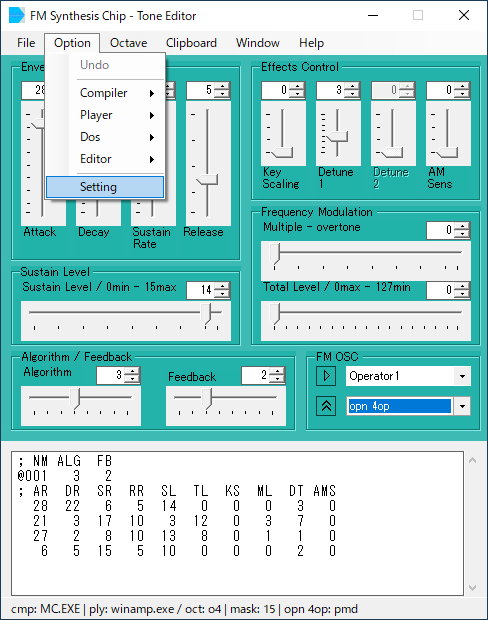 FM Synthesis Chip - Tone Editor
File Option Octave Clipboard Window Help
Undo
Compiler
Player
Dos
Editor
Setting
28 5
Attack Decay Sustain Rate Release
Effects Control
0 3 0 0
Key Scaling Detune 1 Detune 2 AM Sens
Frequency Modulation
Multiple - overtone 0
Total Level / 0max - 127min 0
Sustain Level
Sustain Level / 0min - 15max 14
Algorithm / Feedback
Algorithm 3 Feedback 2
FM OSC
Operator1
opn 4op
; NM ALG FB
@001 3 2
; AR DR SR RR SL TL KS ML DT AMS
28 22 6 5 14 0 0 0 3 0
21 3 17 10 3 12 0 3 7 0
27 2 8 10 13 8 0 1 1 0
6 5 15 5 10 0 0 0 2 0
cmp: MC.EXE | ply: winamp.exe / oct: o4 | mask: 15 | opn 4op: pmd